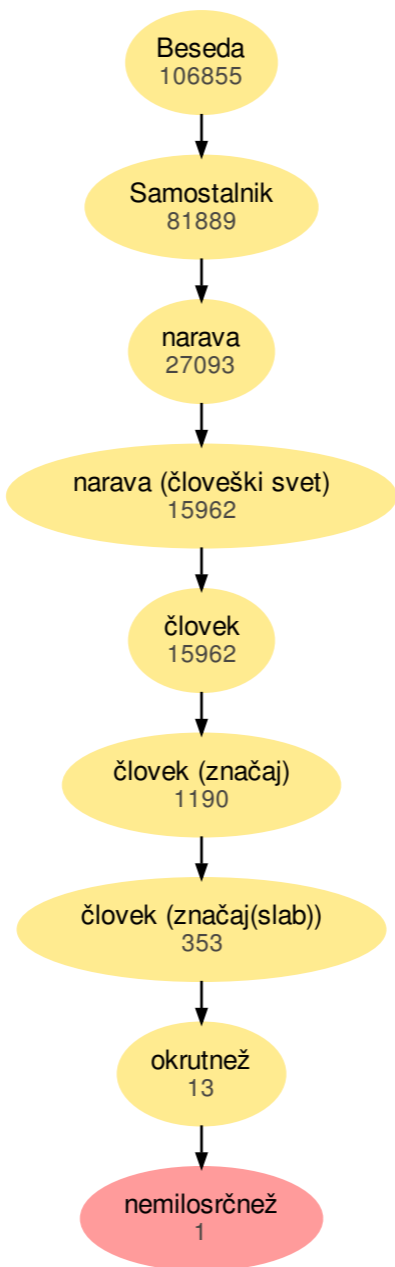 Beseda
106855
Samostalnik
81889
narava
27093
narava (človeški svet)
15962
človek
15962
človek (značaj)
1190
človek (značaj(slab))
353
okrutnež
13
nemilosrčnež
1